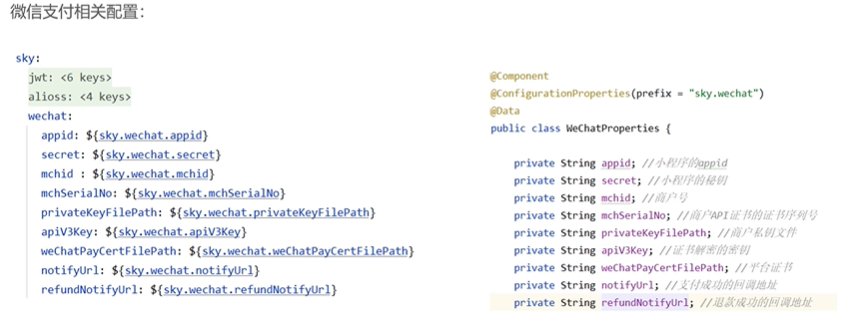 微信支付相关配置：
sky:
jwt: <6 keys>
alioss: <4 keys>
wechat:
appid: ${sky.wechat.appid}
secret: ${sky.wechat.secret}
mchid : ${sky.wechat.mchid}
mchSerialNo: ${sky.wechat.mchSerialNo}
privateKeyFilePath: ${sky.wechat.privateKeyFilePath}
apiV3Key: ${sky.wechat.apiV3Key}
weChatPayCertFilePath: ${sky.wechat.weChatPayCertFilePath}
notifyUrl: ${sky.wechat.notifyUrl}
refundNotifyUrl: ${sky.wechat.refundNotifyUrl}
@Component
@ConfigurationProperties(prefix = "sky.wechat")
@Data
public class WeChatProperties {
private String appid; //小程序的appid
private String secret; //小程序的秘钥
private String mchid; //商户号
private String mchSerialNo; //商户API证书的证书序列号
private String privateKeyFilePath; //商户私钥文件
private String apiV3Key; //证书解密的密钥
private String weChatPayCertFilePath; //平台证书
private String notifyUrl; //支付成功的回调地址
private String refundNotifyUrl; //退款成功的回调地址